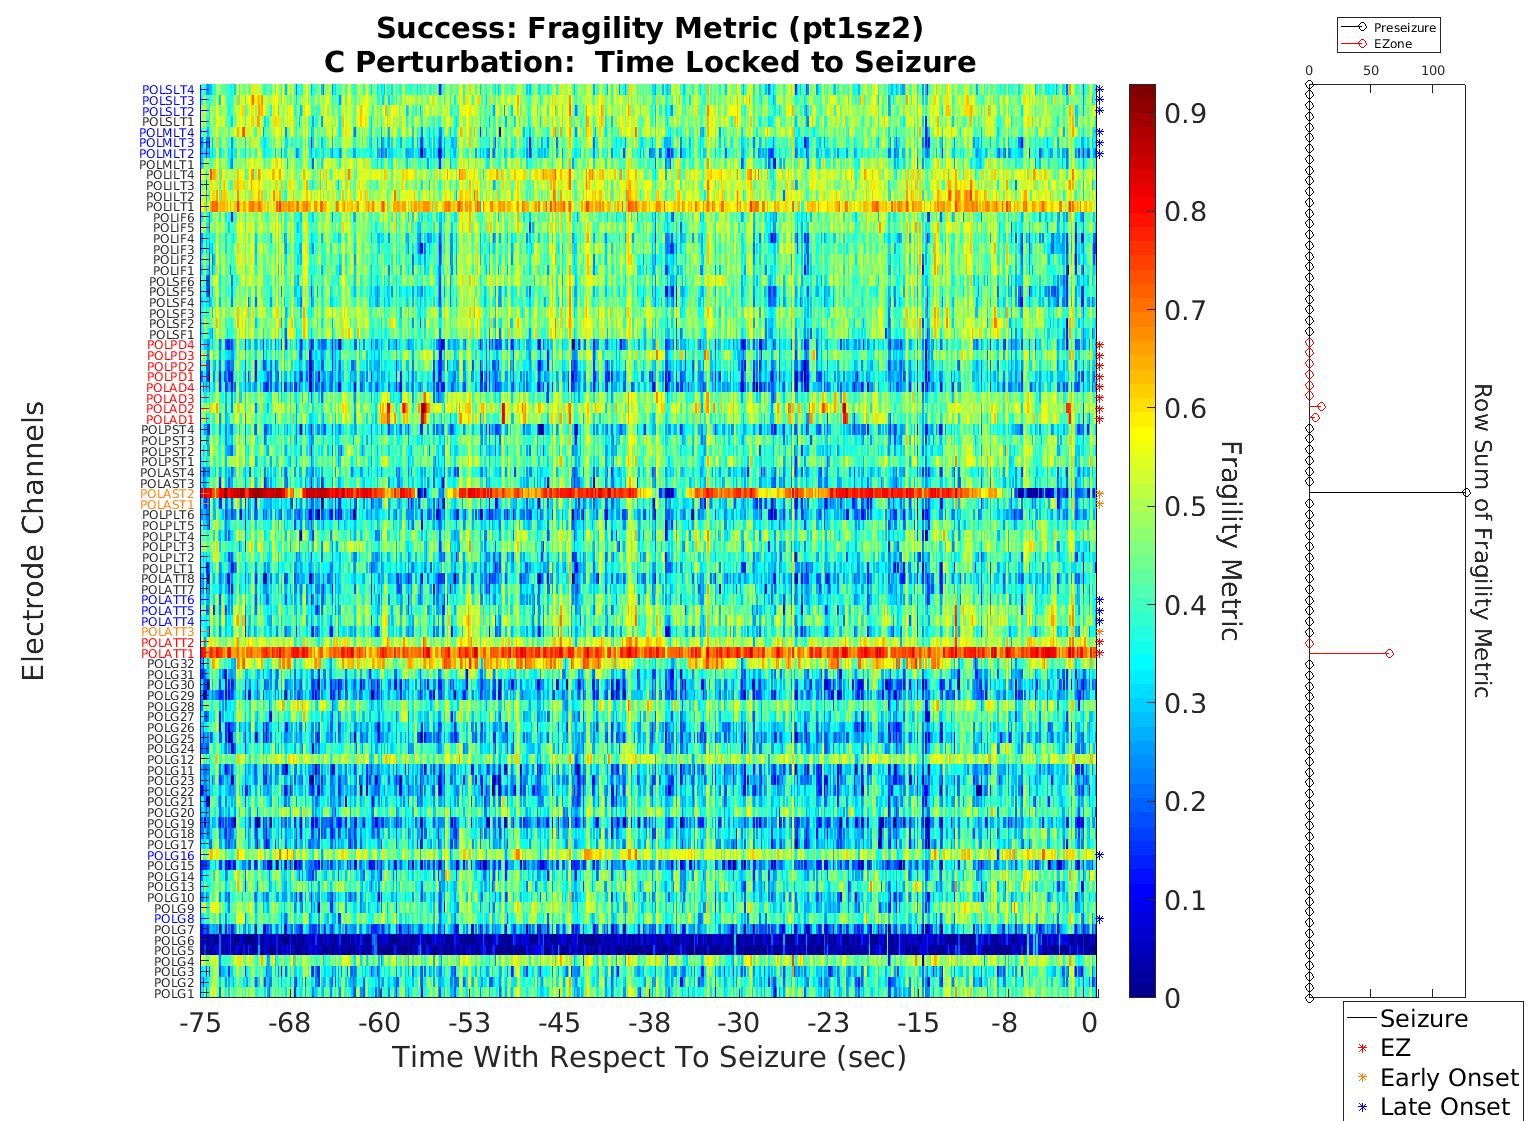 Success: Fragility Metric (pt1sz2)
C Perturbation:  Time Locked to Seizure
Preseizure
EZone
0 50 100
Electrode Channels
POLSLT4
POLSLT3
POLSLT2
POLSLT1
POLMLT4
POLMLT3
POLMLT2
POLMLT1
POLILT4
POLILT3
POLILT2
POLILT1
POLIF6
POLIF5
POLIF4
POLIF3
POLIF2
POLIF1
POLSF6
POLSF5
POLSF4
POLSF3
POLSF2
POLSF1
POLPD4
POLPD3
POLPD2
POLPD1
POLAD4
POLAD3
POLAD2
POLAD1
POLPST4
POLPST3
POLPST2
POLPST1
POLAST4
POLAST3
POLAST2
POLAST1
POLPLT6
POLPLT5
POLPLT4
POLPLT3
POLPLT2
POLPLT1
POLATT8
POLATT7
POLATT6
POLATT5
POLATT4
POLATT3
POLATT2
POLATT1
POLG32
POLG31
POLG30
POLG29
POLG28
POLG27
POLG26
POLG25
POLG24
POLG12
POLG11
POLG23
POLG22
POLG21
POLG20
POLG19
POLG18
POLG17
POLG16
POLG15
POLG14
POLG13
POLG10
POLG9
POLG8
POLG7
POLG6
POLG5
POLG4
POLG3
POLG2
POLG1
-75 -68 -60 -53 -45 -38 -30 -23 -15 -8 0
Time With Respect To Seizure (sec)
0.9
0.8
0.7
0.6
0.5
0.4
0.3
0.2
0.1
0
Fragility Metric
Row Sum of Fragility Metric
Seizure
EZ
Early Onset
Late Onset